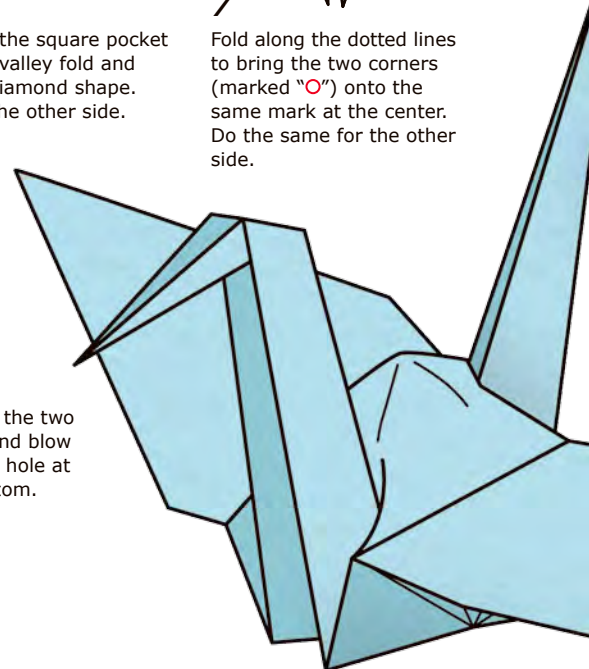 the square pocket
valley fold and
iamond shape.
ne other side.
Fold along the dotted lines
to bring the two corners
(marked “O”) onto the
same mark at the center.
Do the same for the other
side.
the two
nd blow
hole at
tom.